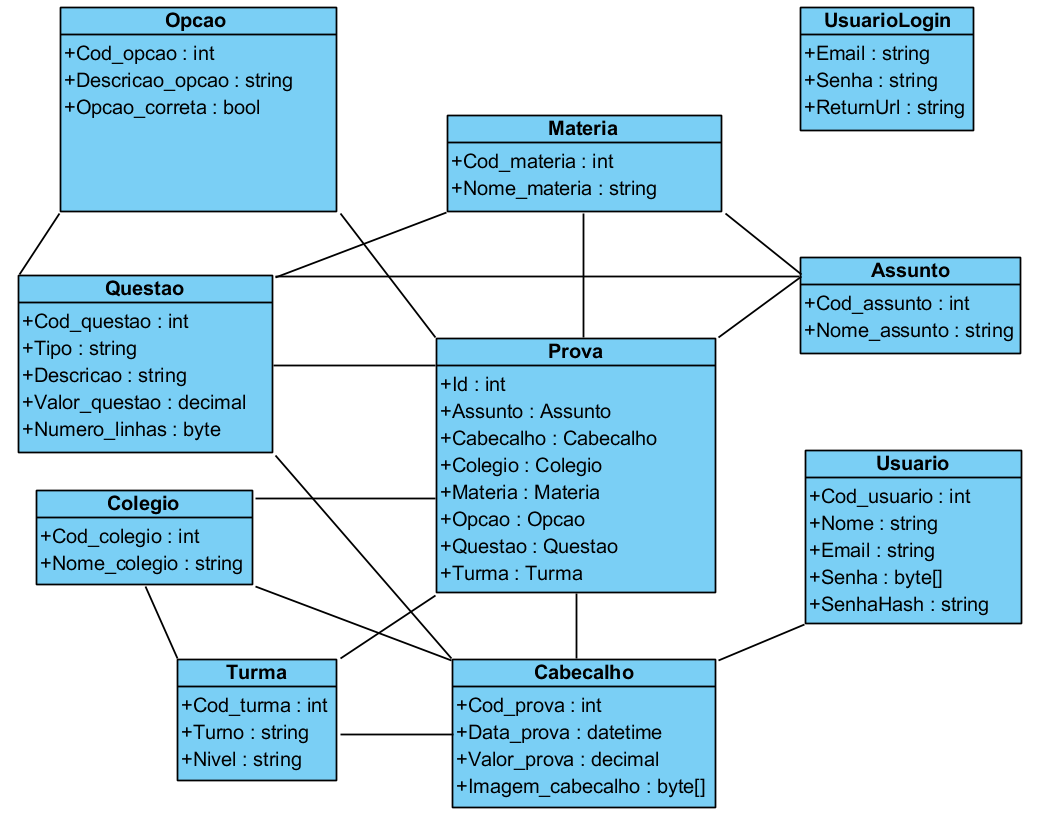 Opcao
+Cod_opcao : int
+Descricao_opcao : string
+Opcao_correta : bool
UsuarioLogin
+Email : string
+Senha : string
+ReturnUrl : string
Materia
+Cod_materia : int
+Nome_materia : string
Assunto
+Cod_assunto : int
+Nome_assunto : string
Questao
+Cod_questao : int
+Tipo : string
+Descricao : string
+Valor_questao : decimal
+Numero_linhas : byte
Prova
+Id : int
+Assunto : Assunto
+Cabecalho : Cabecalho
+Colegio : Colegio
+Materia : Materia
+Opcao : Opcao
+Questao : Questao
+Turma : Turma
Usuario
+Cod_usuario : int
+Nome : string
+Email : string
+Senha : byte[]
+SenhaHash : string
Colegio
+Cod_colegio : int
+Nome_colegio : string
Turma
+Cod_turma : int
+Turno : string
+Nivel : string
Cabecalho
+Cod_prova : int
+Data_prova : datetime
+Valor_prova : decimal
+Imagem_cabecalho : byte[]